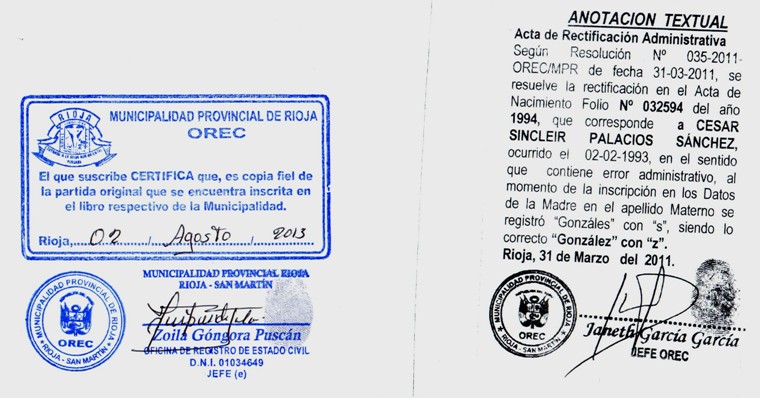 MUNICIPALIDAD PROVINCIAL DE RIOJA
OREC
RIOJA
El que suscribe CERTIFICA que, es copia fiel de
la partida original que se encuentra inscrita en
el libro respectivo de la Municipalidad.
Rioja, 02 / Agosto / 2013
MUNICIPALIDAD PROVINCIAL RIOJA
RIOJA - SAN MARTÍN
Zoila Góngora Puscán
OFICINA DE REGISTRO DE ESTADO CIVIL
D.N.I. 01034649
JEFE (e)
MUNICIPALIDAD PROVINCIAL DE RIOJA
OREC
RIOJA - SAN MARTIN
ANOTACION TEXTUAL
Acta de Rectificación Administrativa
Según Resolución Nº 035-2011-
OREC/MPR de fecha 31-03-2011, se
resuelve la rectificación en el Acta de
Nacimiento Folio Nº 032594 del año
1994, que corresponde a CESAR
SINCLEIR PALACIOS SÁNCHEZ,
ocurrido el 02-02-1993, en el sentido
que contiene error administrativo, al
momento de la inscripción en los Datos
de la Madre en el apellido Materno se
registró “Gonzáles” con “s”, siendo lo
correcto “González” con “z”.
Rioja, 31 de Marzo del 2011.
MUNICIPALIDAD PROVINCIAL DE RIOJA
OREC
RIOJA - SAN MARTIN
Janeth García García
JEFE OREC